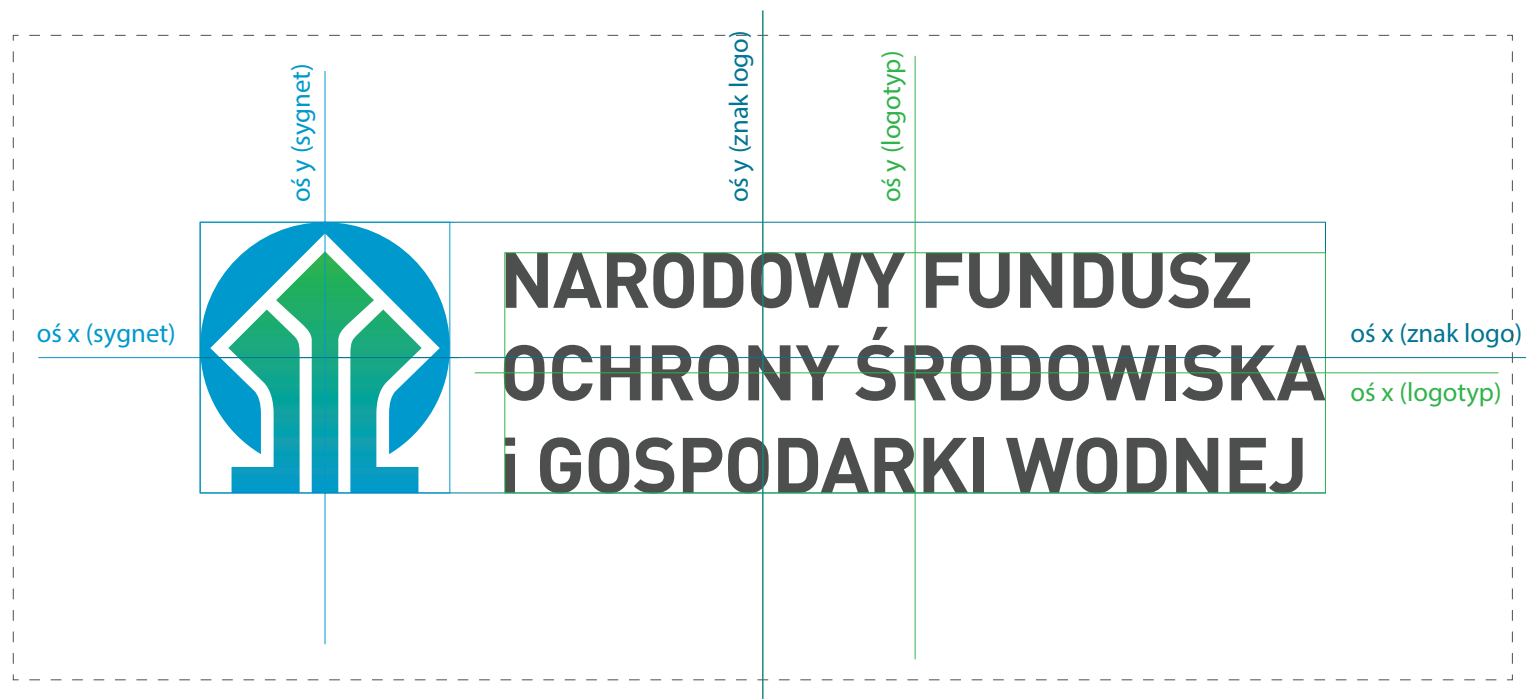 oś y (sygnet)
oś y (znak logo)
oś y (logotyp)
NARODOWY FUNDUSZ
OCHRONY ŚRODOWISKA
i GOSPODARKI WODNEJ
oś x (sygnet)
oś x (znak logo)
oś x (logotyp)